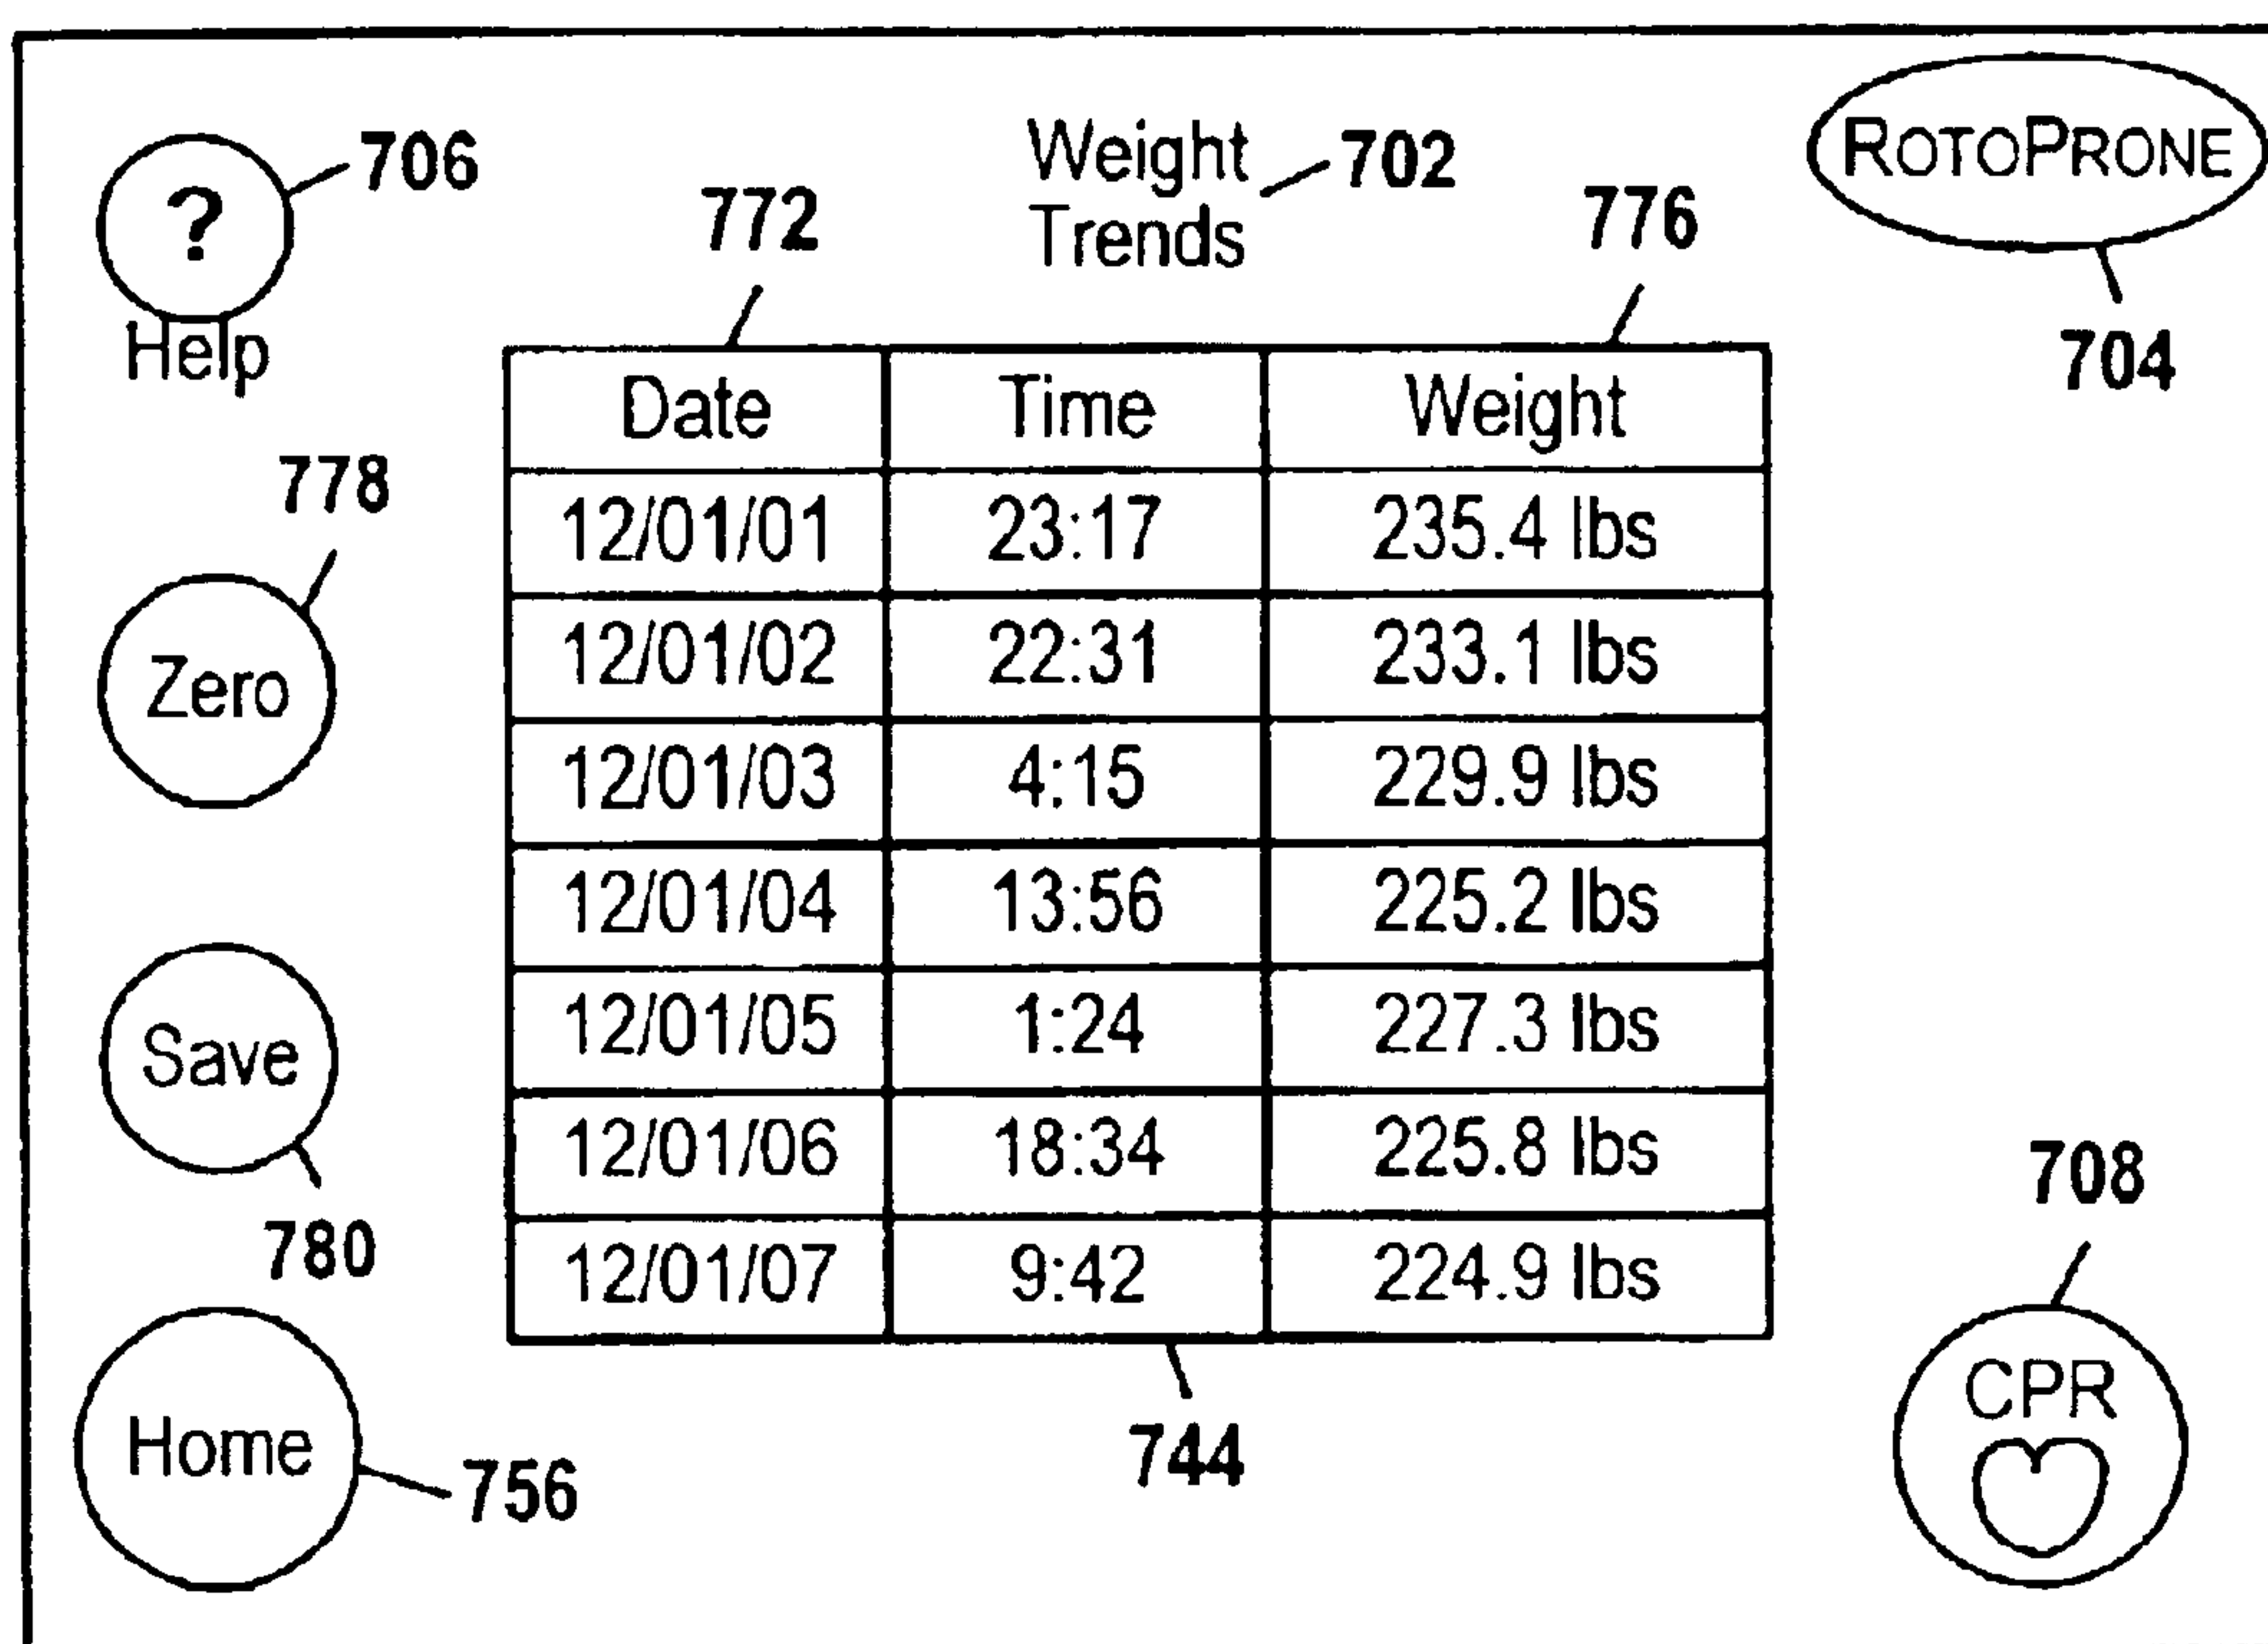 706
?
Help
Weight
Trends
702
ROTOPRONE
704
772
776
Date Time Weight
12/01/01 23:17 235.4 lbs
12/01/02 22:31 233.1 lbs
12/01/03 4:15 229.9 lbs
12/01/04 13:56 225.2 lbs
12/01/05 1:24 227.3 lbs
12/01/06 18:34 225.8 lbs
12/01/07 9:42 224.9 lbs
744
778
Zero
Save
780
Home
756
708
CPR